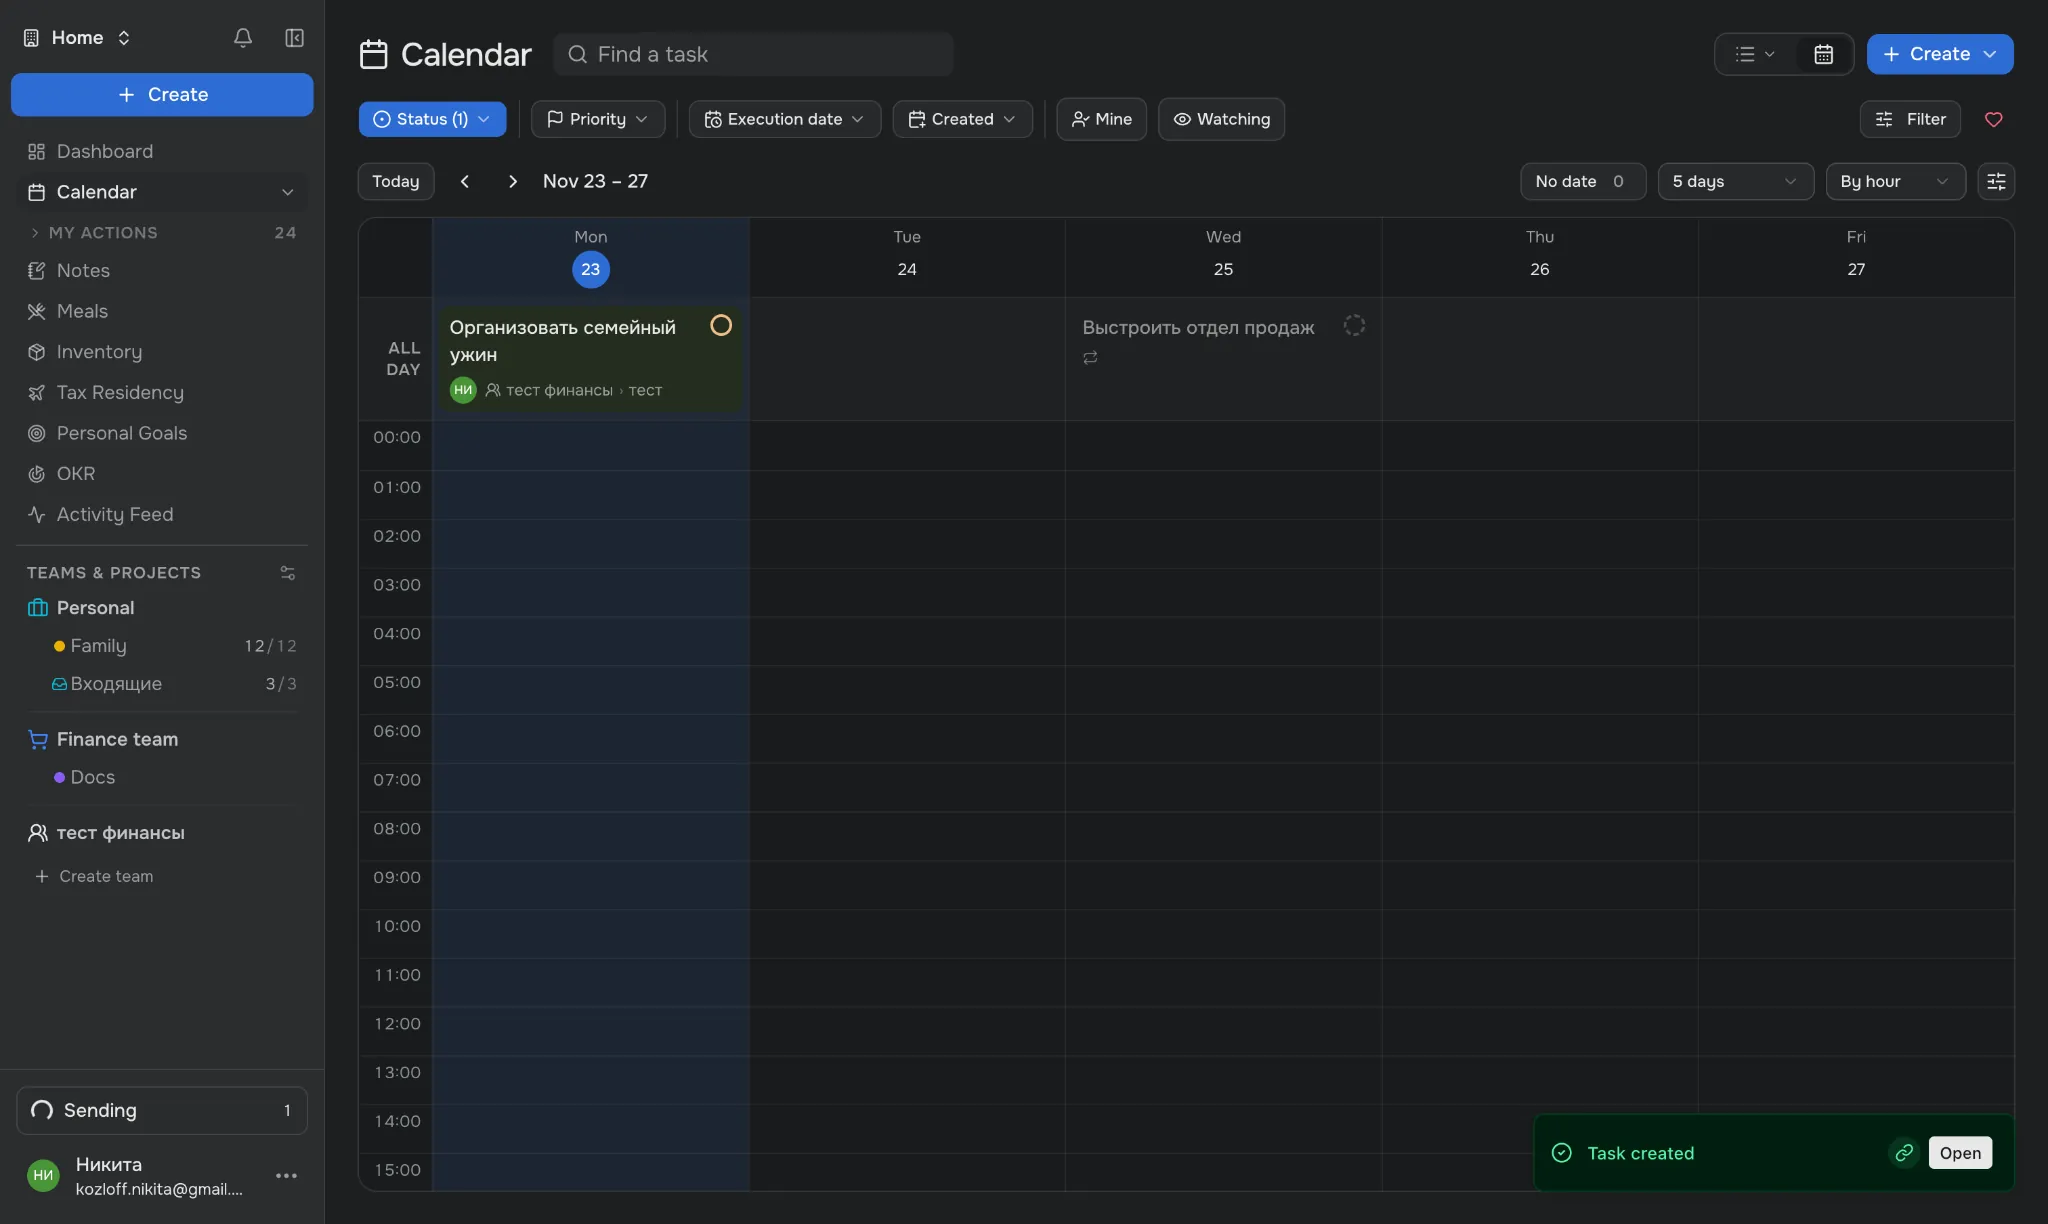 Home
Create
Dashboard
Calendar
MY ACTIONS 24
Notes
Meals
Inventory
Tax Residency
Personal Goals
OKR
Activity Feed
TEAMS & PROJECTS
Personal
Family 12/12
Входящие 3/3
Finance team
Docs
тест финансы
Create team
Sending 1
НИ
Никита
kozloff.nikita@gmail....
Calendar
Find a task
Create
Status (1)
Priority
Execution date
Created
Mine
Watching
Filter
Today
Nov 23 – 27
No date 0
5 days
By hour
Mon
23
Tue
24
Wed
25
Thu
26
Fri
27
ALL
DAY
Организовать семейный
ужин
НИ тест финансы › тест
Выстроить отдел продаж
00:00
01:00
02:00
03:00
04:00
05:00
06:00
07:00
08:00
09:00
10:00
11:00
12:00
13:00
14:00
15:00
Task created
Open